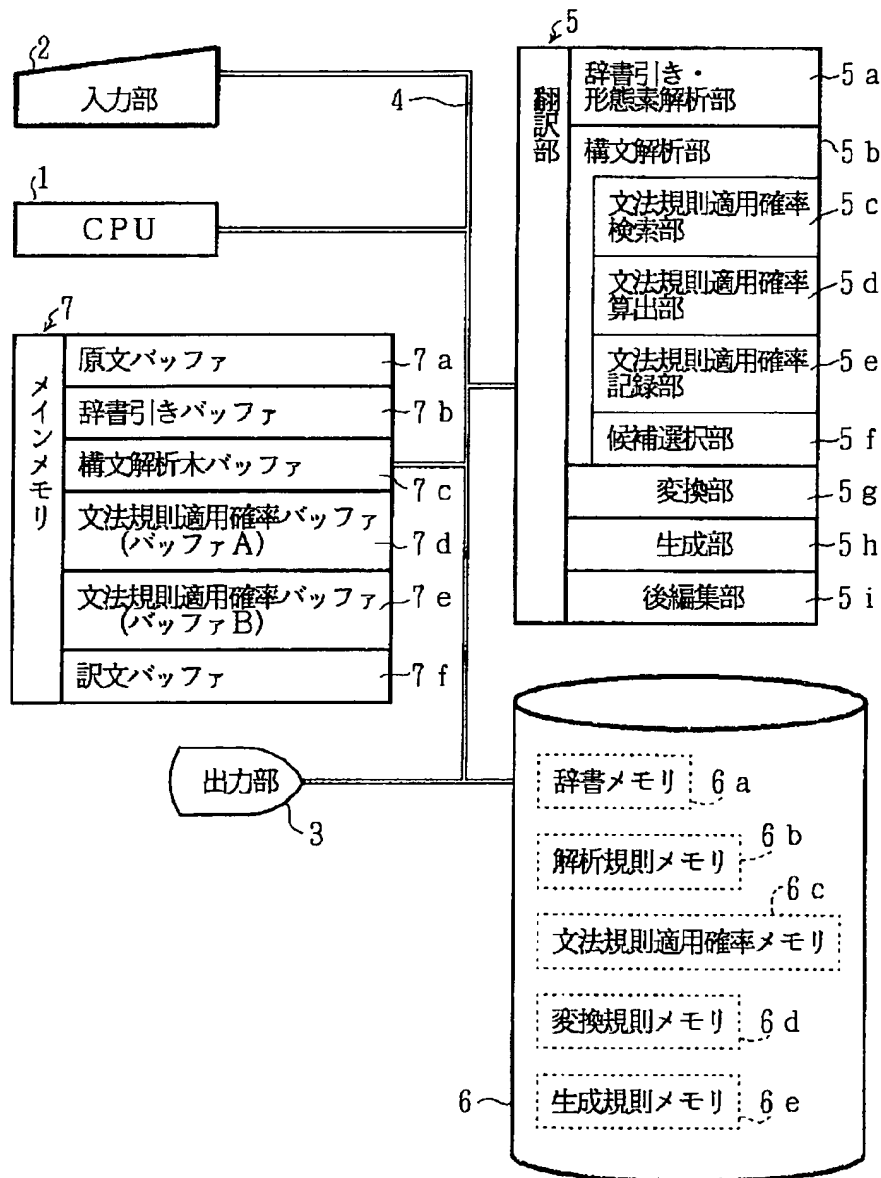 2
入力部
4
1
CPU
7
メインメモリ
原文バッファ
7a
辞書引きバッファ
7b
構文解析木バッファ
7c
文法規則適用確率バッファ
(バッファA)
7d
文法規則適用確率バッファ
(バッファB)
7e
訳文バッファ
7f
出力部
3
5
翻訳部
辞書引き・
形態素解析部
5a
構文解析部
5b
文法規則適用確率
検索部
5c
文法規則適用確率
算出部
5d
文法規則適用確率
記録部
5e
候補選択部
5f
変換部
5g
生成部
5h
後編集部
5i
辞書メモリ
6a
解析規則メモリ
6b
6c
文法規則適用確率メモリ
変換規則メモリ
6d
生成規則メモリ
6e
6